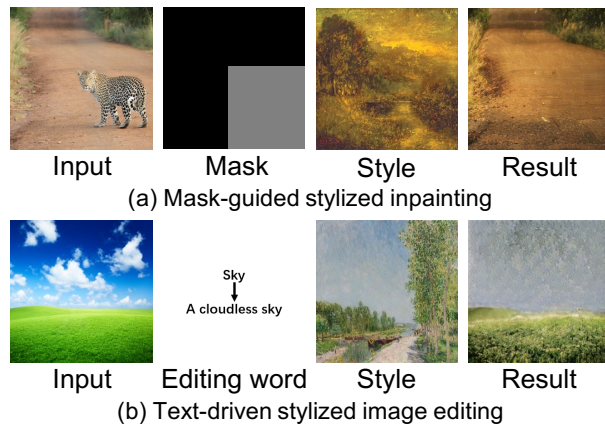 Input Mask Style Result
(a) Mask-guided stylized inpainting
Sky
A cloudless sky
Input Editing word Style Result
(b) Text-driven stylized image editing